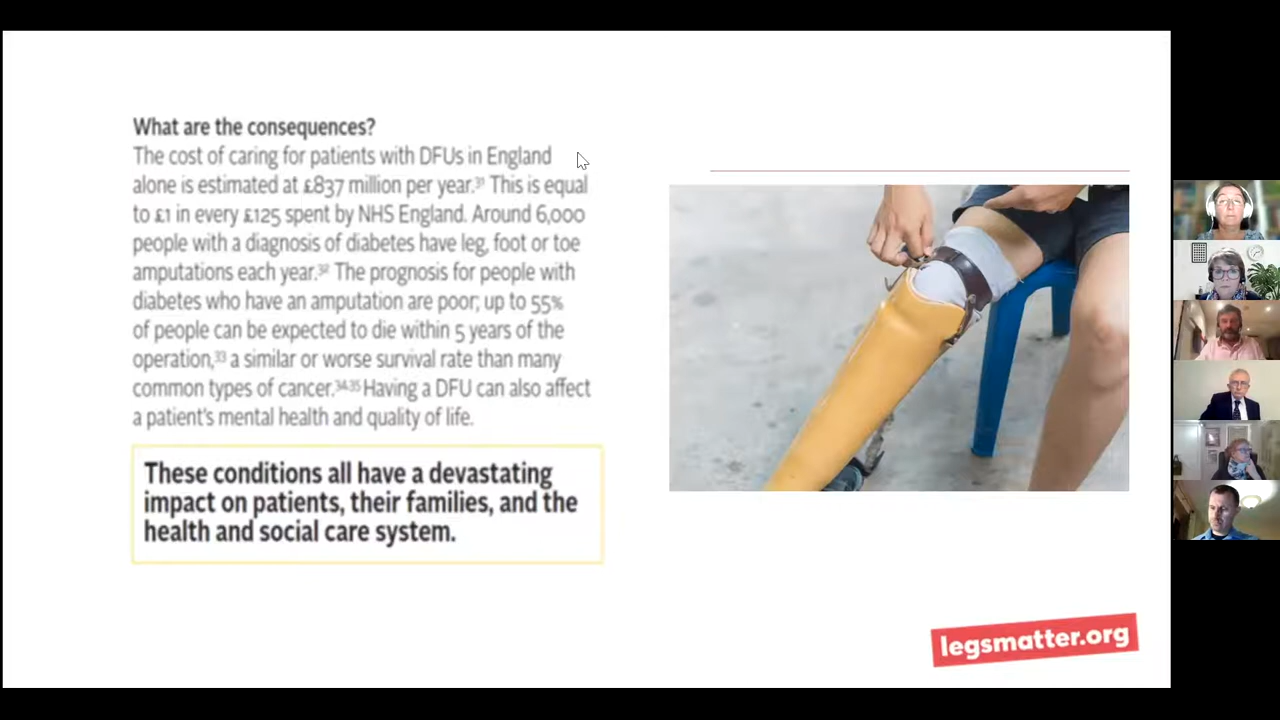 What are the consequences?
The cost of caring for patients with DFUs in England
alone is estimated at £837 million per year.³¹ This is equal
to £1 in every £125 spent by NHS England. Around 6,000
people with a diagnosis of diabetes have leg, foot or toe
amputations each year.³² The prognosis for people with
diabetes who have an amputation are poor; up to 55%
of people can be expected to die within 5 years of the
operation,³³ a similar or worse survival rate than many
common types of cancer.³⁴·³⁵ Having a DFU can also affect
a patient's mental health and quality of life.
These conditions all have a devastating
impact on patients, their families, and the
health and social care system.
legsmatter.org